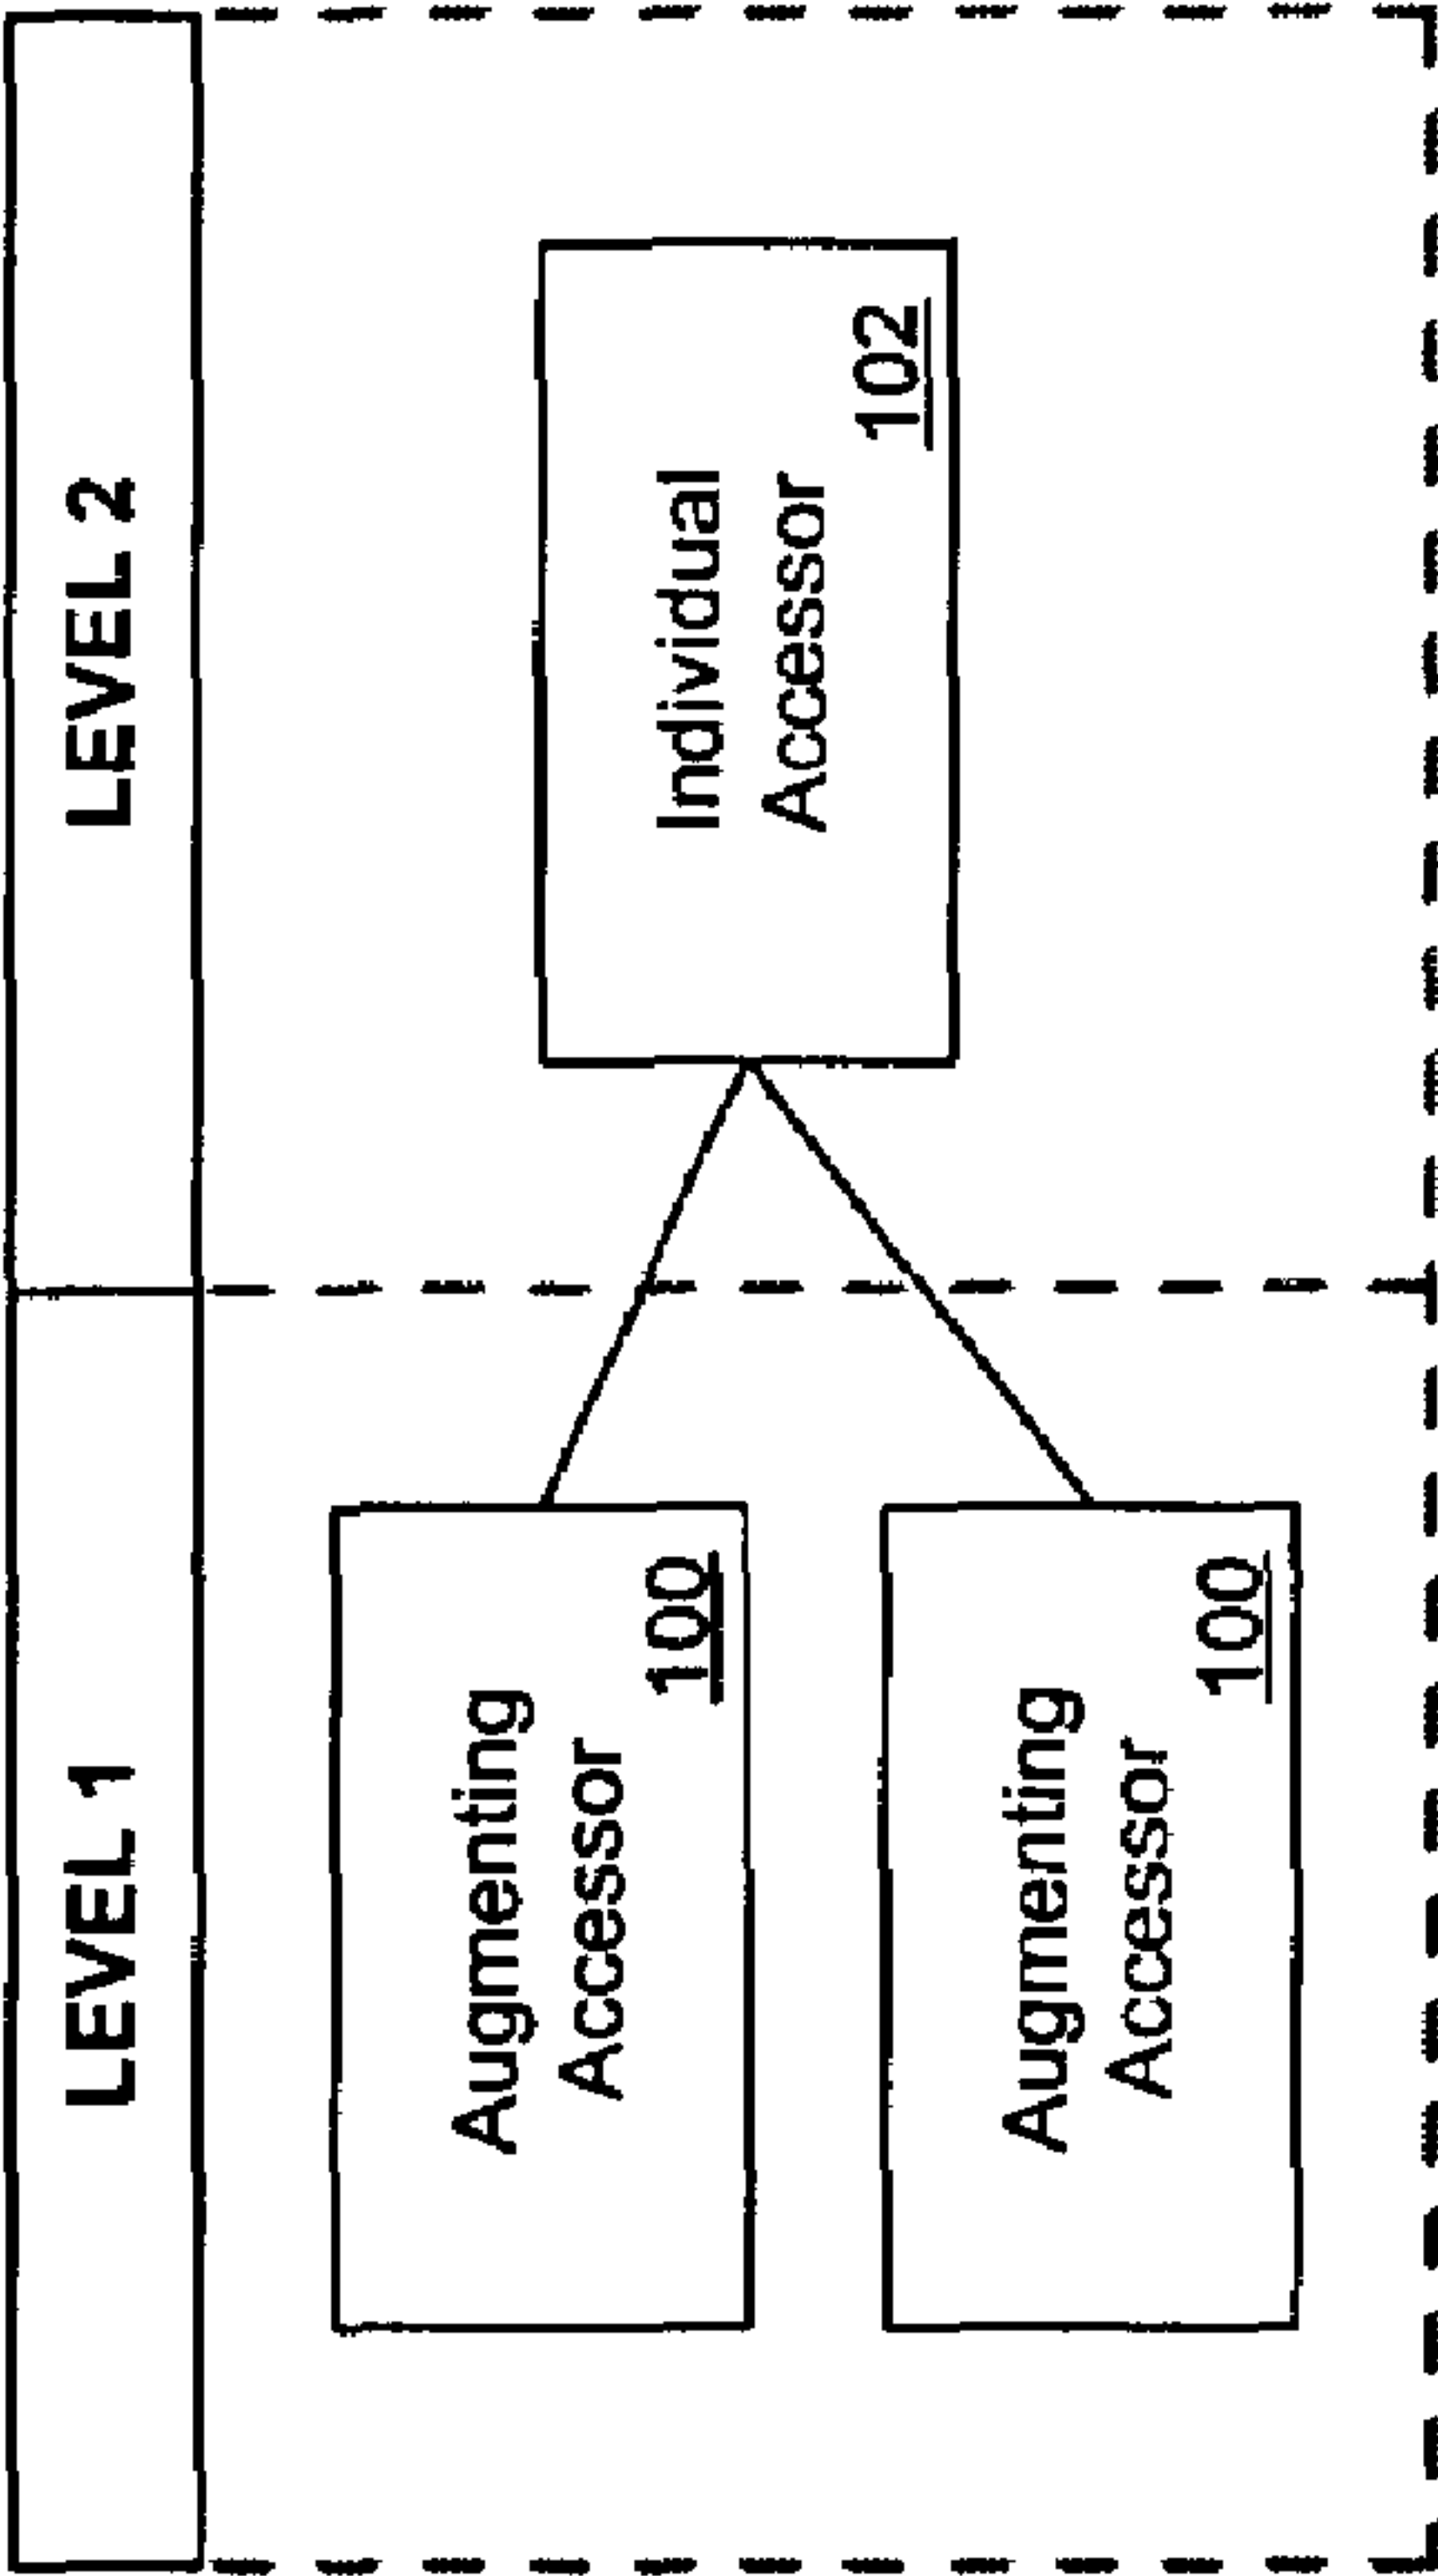 LEVEL 1
LEVEL 2
Augmenting
Accessor
100
Augmenting
Accessor
100
Individual
Accessor
102